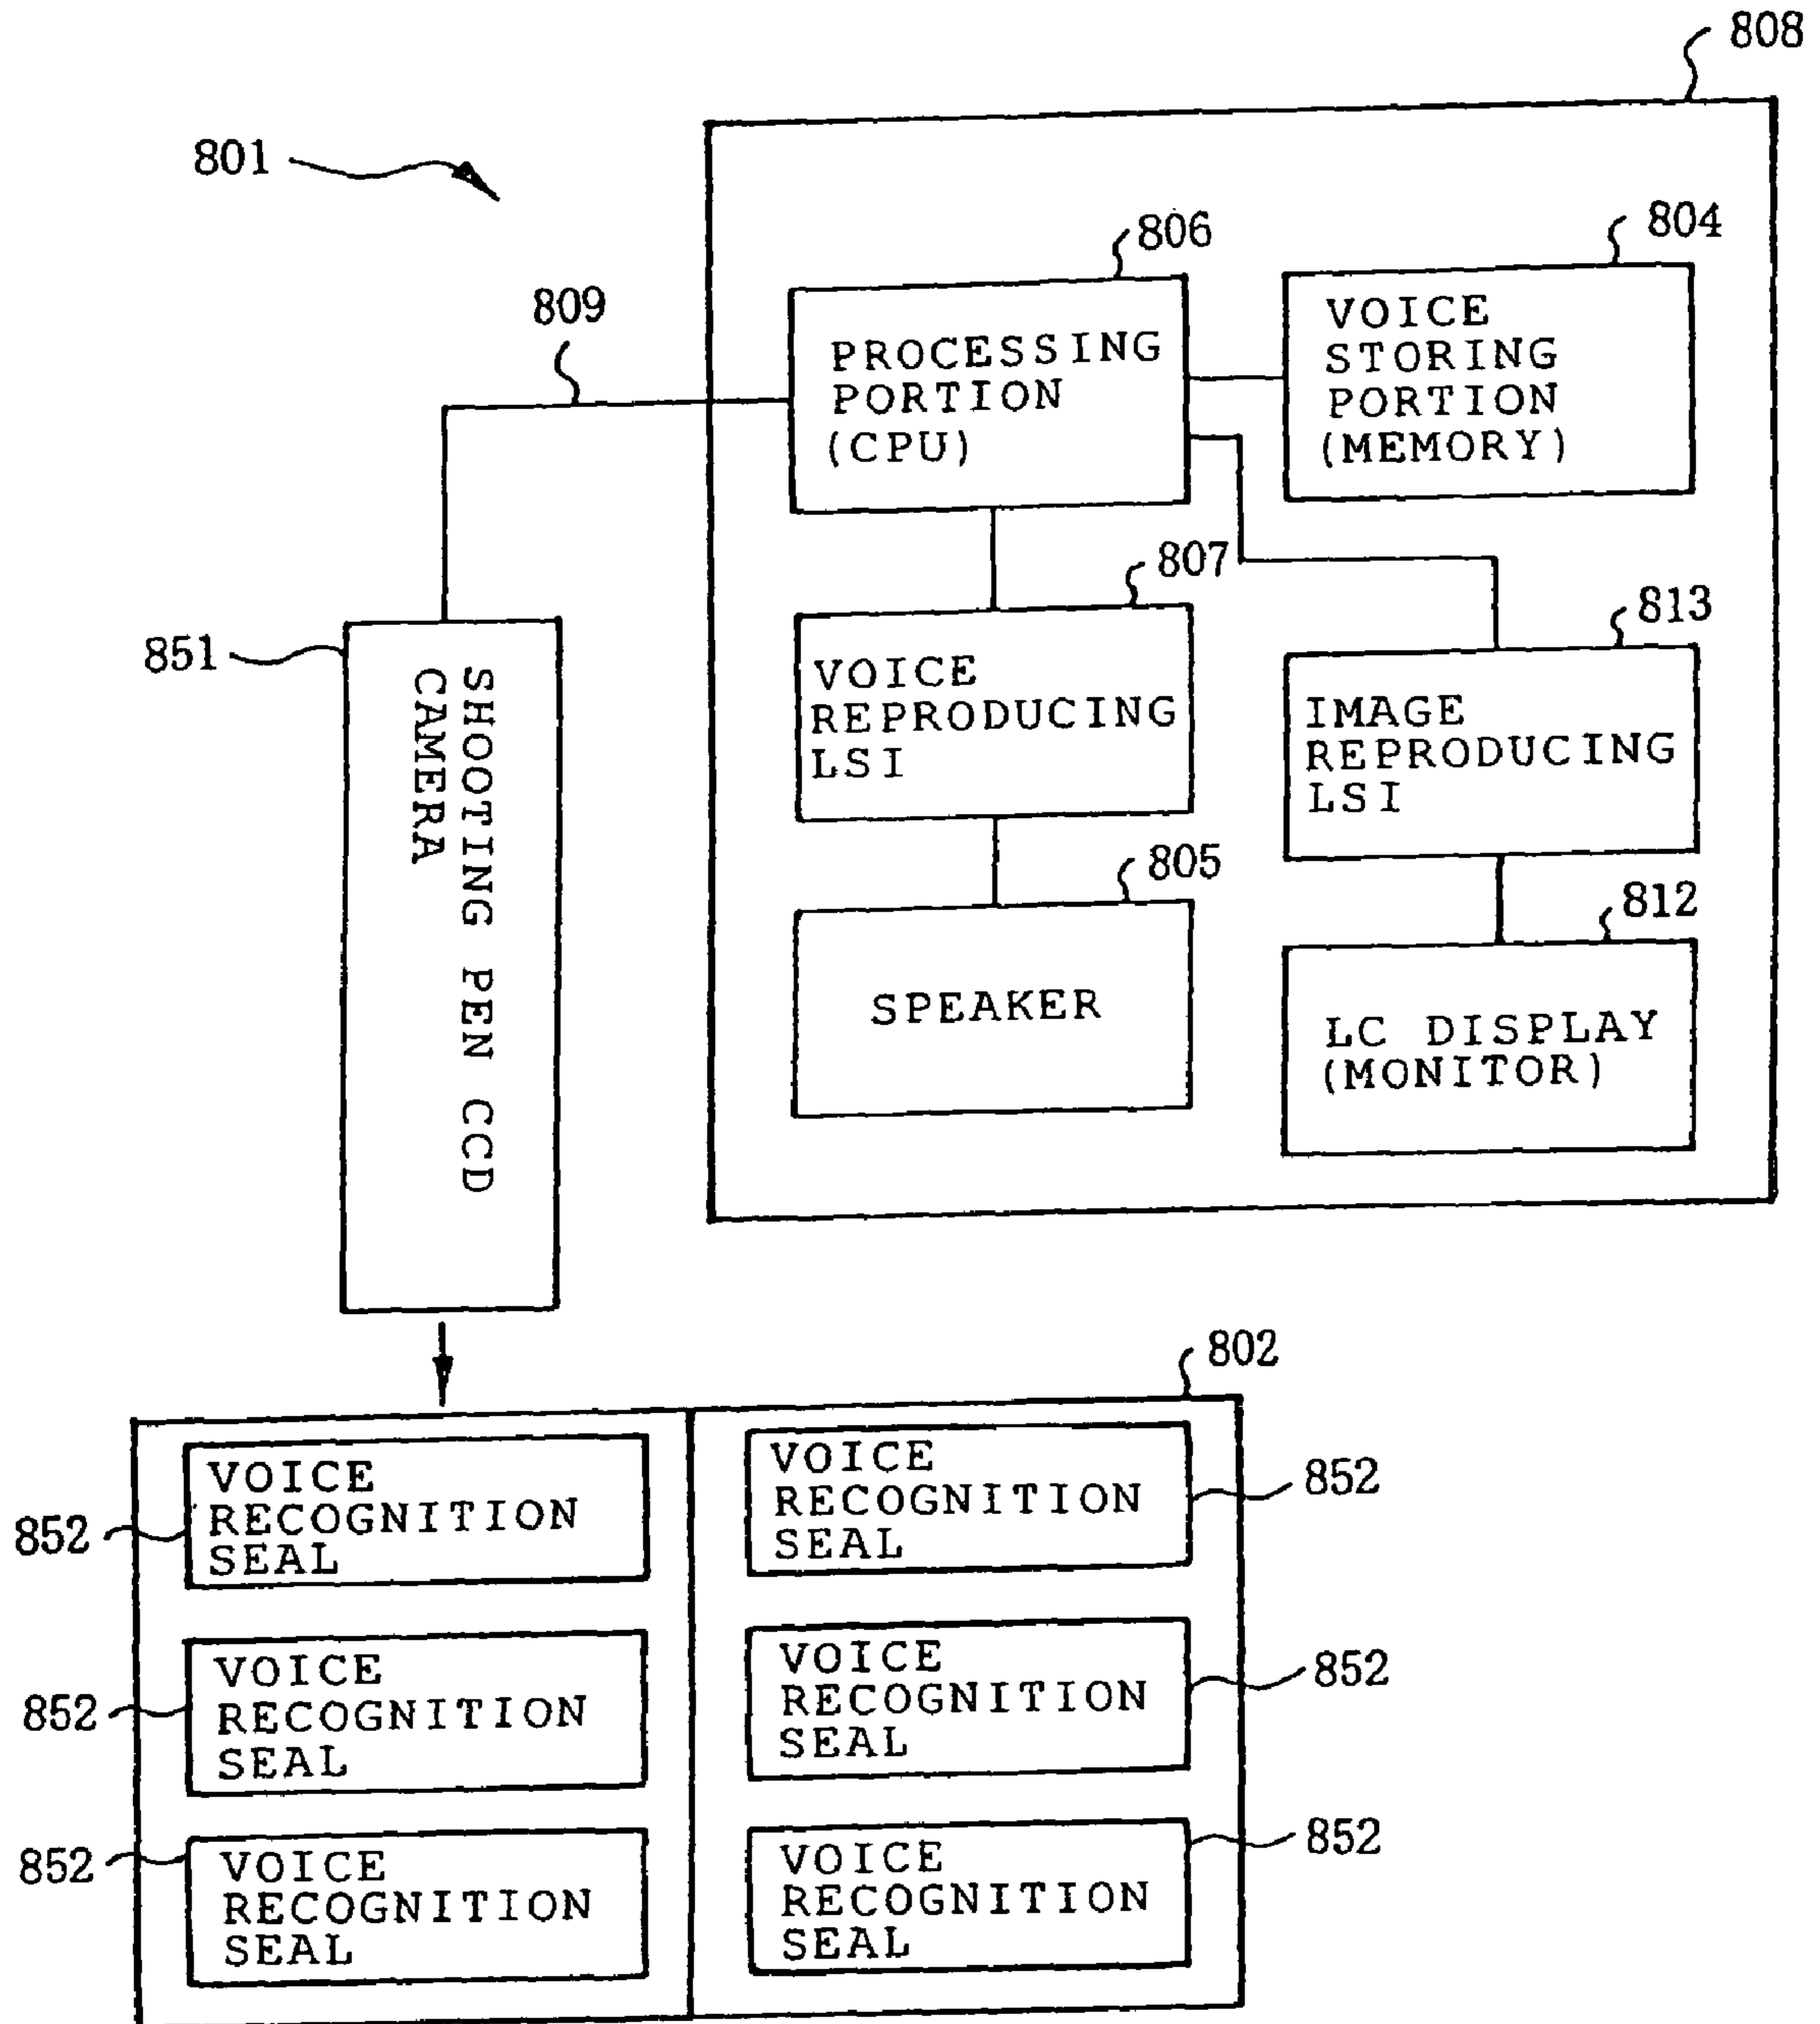 808
801
806
804
809
PROCESSING
PORTION
(CPU)
VOICE
STORING
PORTION
(MEMORY)
807
813
851
SHOOTING PEN CCD
CAMERA
VOICE
REPRODUCING
LSI
IMAGE
REPRODUCING
LSI
805
812
SPEAKER
LC DISPLAY
(MONITOR)
802
VOICE
RECOGNITION
SEAL
852
VOICE
RECOGNITION
SEAL
852
VOICE
RECOGNITION
SEAL
852
VOICE
RECOGNITION
SEAL
852
VOICE
RECOGNITION
SEAL
852
VOICE
RECOGNITION
SEAL
852